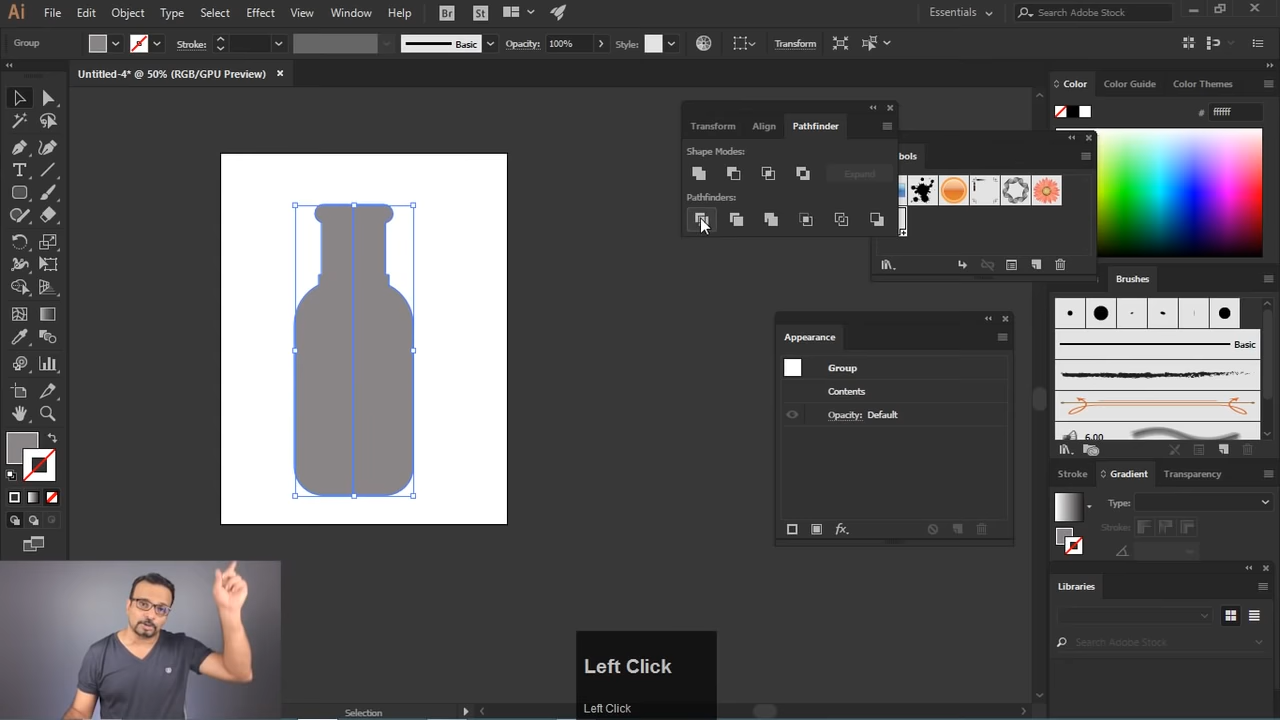 Ai File Edit Object Type Select Effect View Window Help Br St Essentials Search Adobe Stock
Group Stroke: Basic Opacity: 100% Style: Transform
Untitled-4* @ 50% (RGB/GPU Preview) ×
Color Color Guide Color Themes
# ffffff
Transform Align Pathfinder
Shape Modes:
Expand
Pathfinders:
bols
Brushes
Basic
6.00
Appearance
Group
Contents
Opacity: Default
fx.
Stroke Gradient Transparency
Type:
Stroke:
Libraries
Search Adobe Stock
Left Click
Left Click
Selection